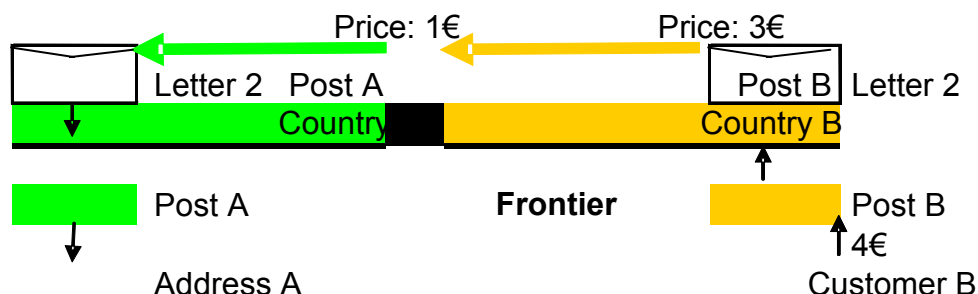 Price: 1€ Price: 3€
Letter 2 Post A Post B Letter 2
Country Country B
Post A Frontier Post B
4€
Address A Customer B